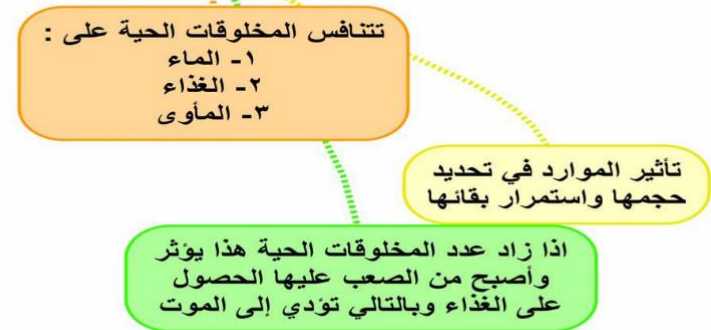 تتنافس المخلوقات الحية على :
١- الماء
٢- الغذاء
٣- المأوى
تأثير الموارد في تحديد
حجمها واستمرار بقائها
اذا زاد عدد المخلوقات الحية هذا يؤثر
وأصبح من الصعب عليها الحصول
على الغذاء وبالتالي تؤدي إلى الموت